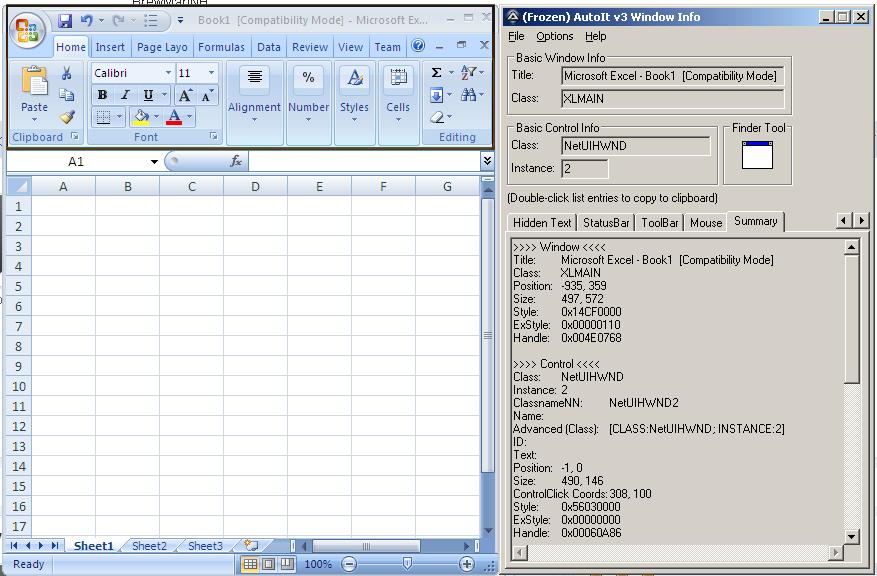 Book1 [Compatibility Mode] - Microsoft Ex...
Home Insert Page Layo Formulas Data Review View Team
Calibri 11
B I U A A
Paste
Alignment Number Styles Cells
Clipboard Font Editing
A1 fx
A B C D E F G
1
2
3
4
5
6
7
8
9
10
11
12
13
14
15
16
17
Sheet1 Sheet2 Sheet3
Ready 100%
(Frozen) AutoIt v3 Window Info
File Options Help
Basic Window Info
Title: Microsoft Excel - Book1 [Compatibility Mode]
Class: XLMAIN
Basic Control Info
Class: NetUIHWND
Instance: 2
Finder Tool
(Double-click list entries to copy to clipboard)
Hidden Text StatusBar ToolBar Mouse Summary
>>>> Window <<<<
Title: Microsoft Excel - Book1 [Compatibility Mode]
Class: XLMAIN
Position: -935, 359
Size: 497, 572
Style: 0x14CF0000
ExStyle: 0x00000110
Handle: 0x004E0768
>>>> Control <<<<
Class: NetUIHWND
Instance: 2
ClassnameNN: NetUIHWND2
Name:
Advanced (Class): [CLASS:NetUIHWND; INSTANCE:2]
ID:
Text:
Position: -1, 0
Size: 490, 146
ControlClick Coords: 308, 100
Style: 0x56030000
ExStyle: 0x00000000
Handle: 0x00060A86